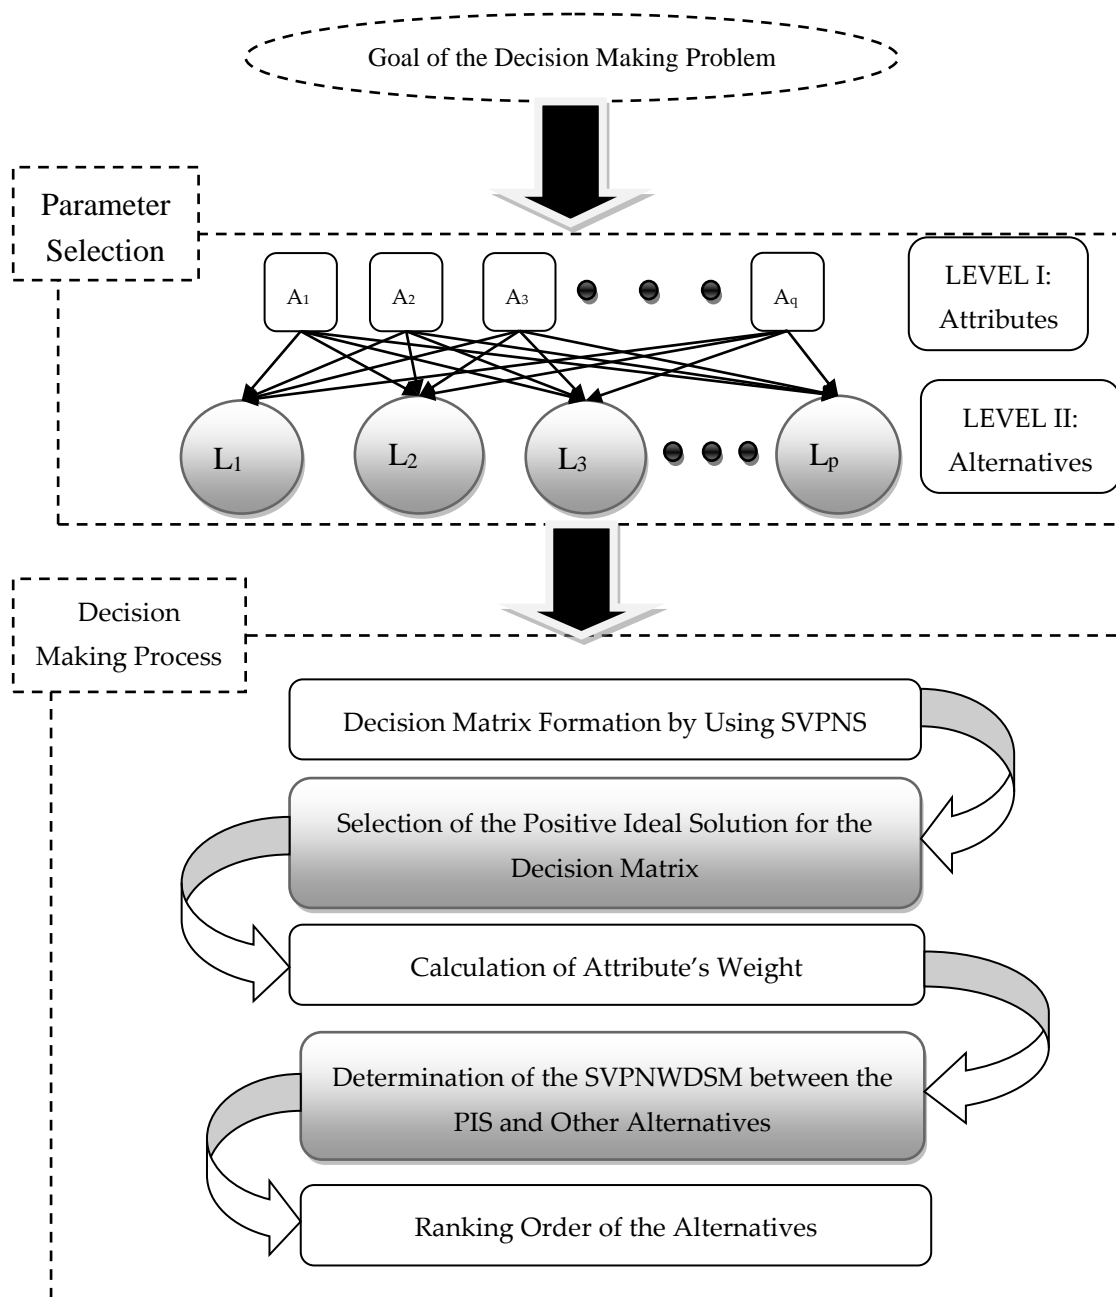 Goal of the Decision Making Problem
Parameter
Selection
A₁ A₂ A₃ A_q
LEVEL I:
Attributes
L₁ L₂ L₃ L_p
LEVEL II:
Alternatives
Decision
Making Process
Decision Matrix Formation by Using SVPNS
Selection of the Positive Ideal Solution for the
Decision Matrix
Calculation of Attribute’s Weight
Determination of the SVPNWDSM between the
PIS and Other Alternatives
Ranking Order of the Alternatives